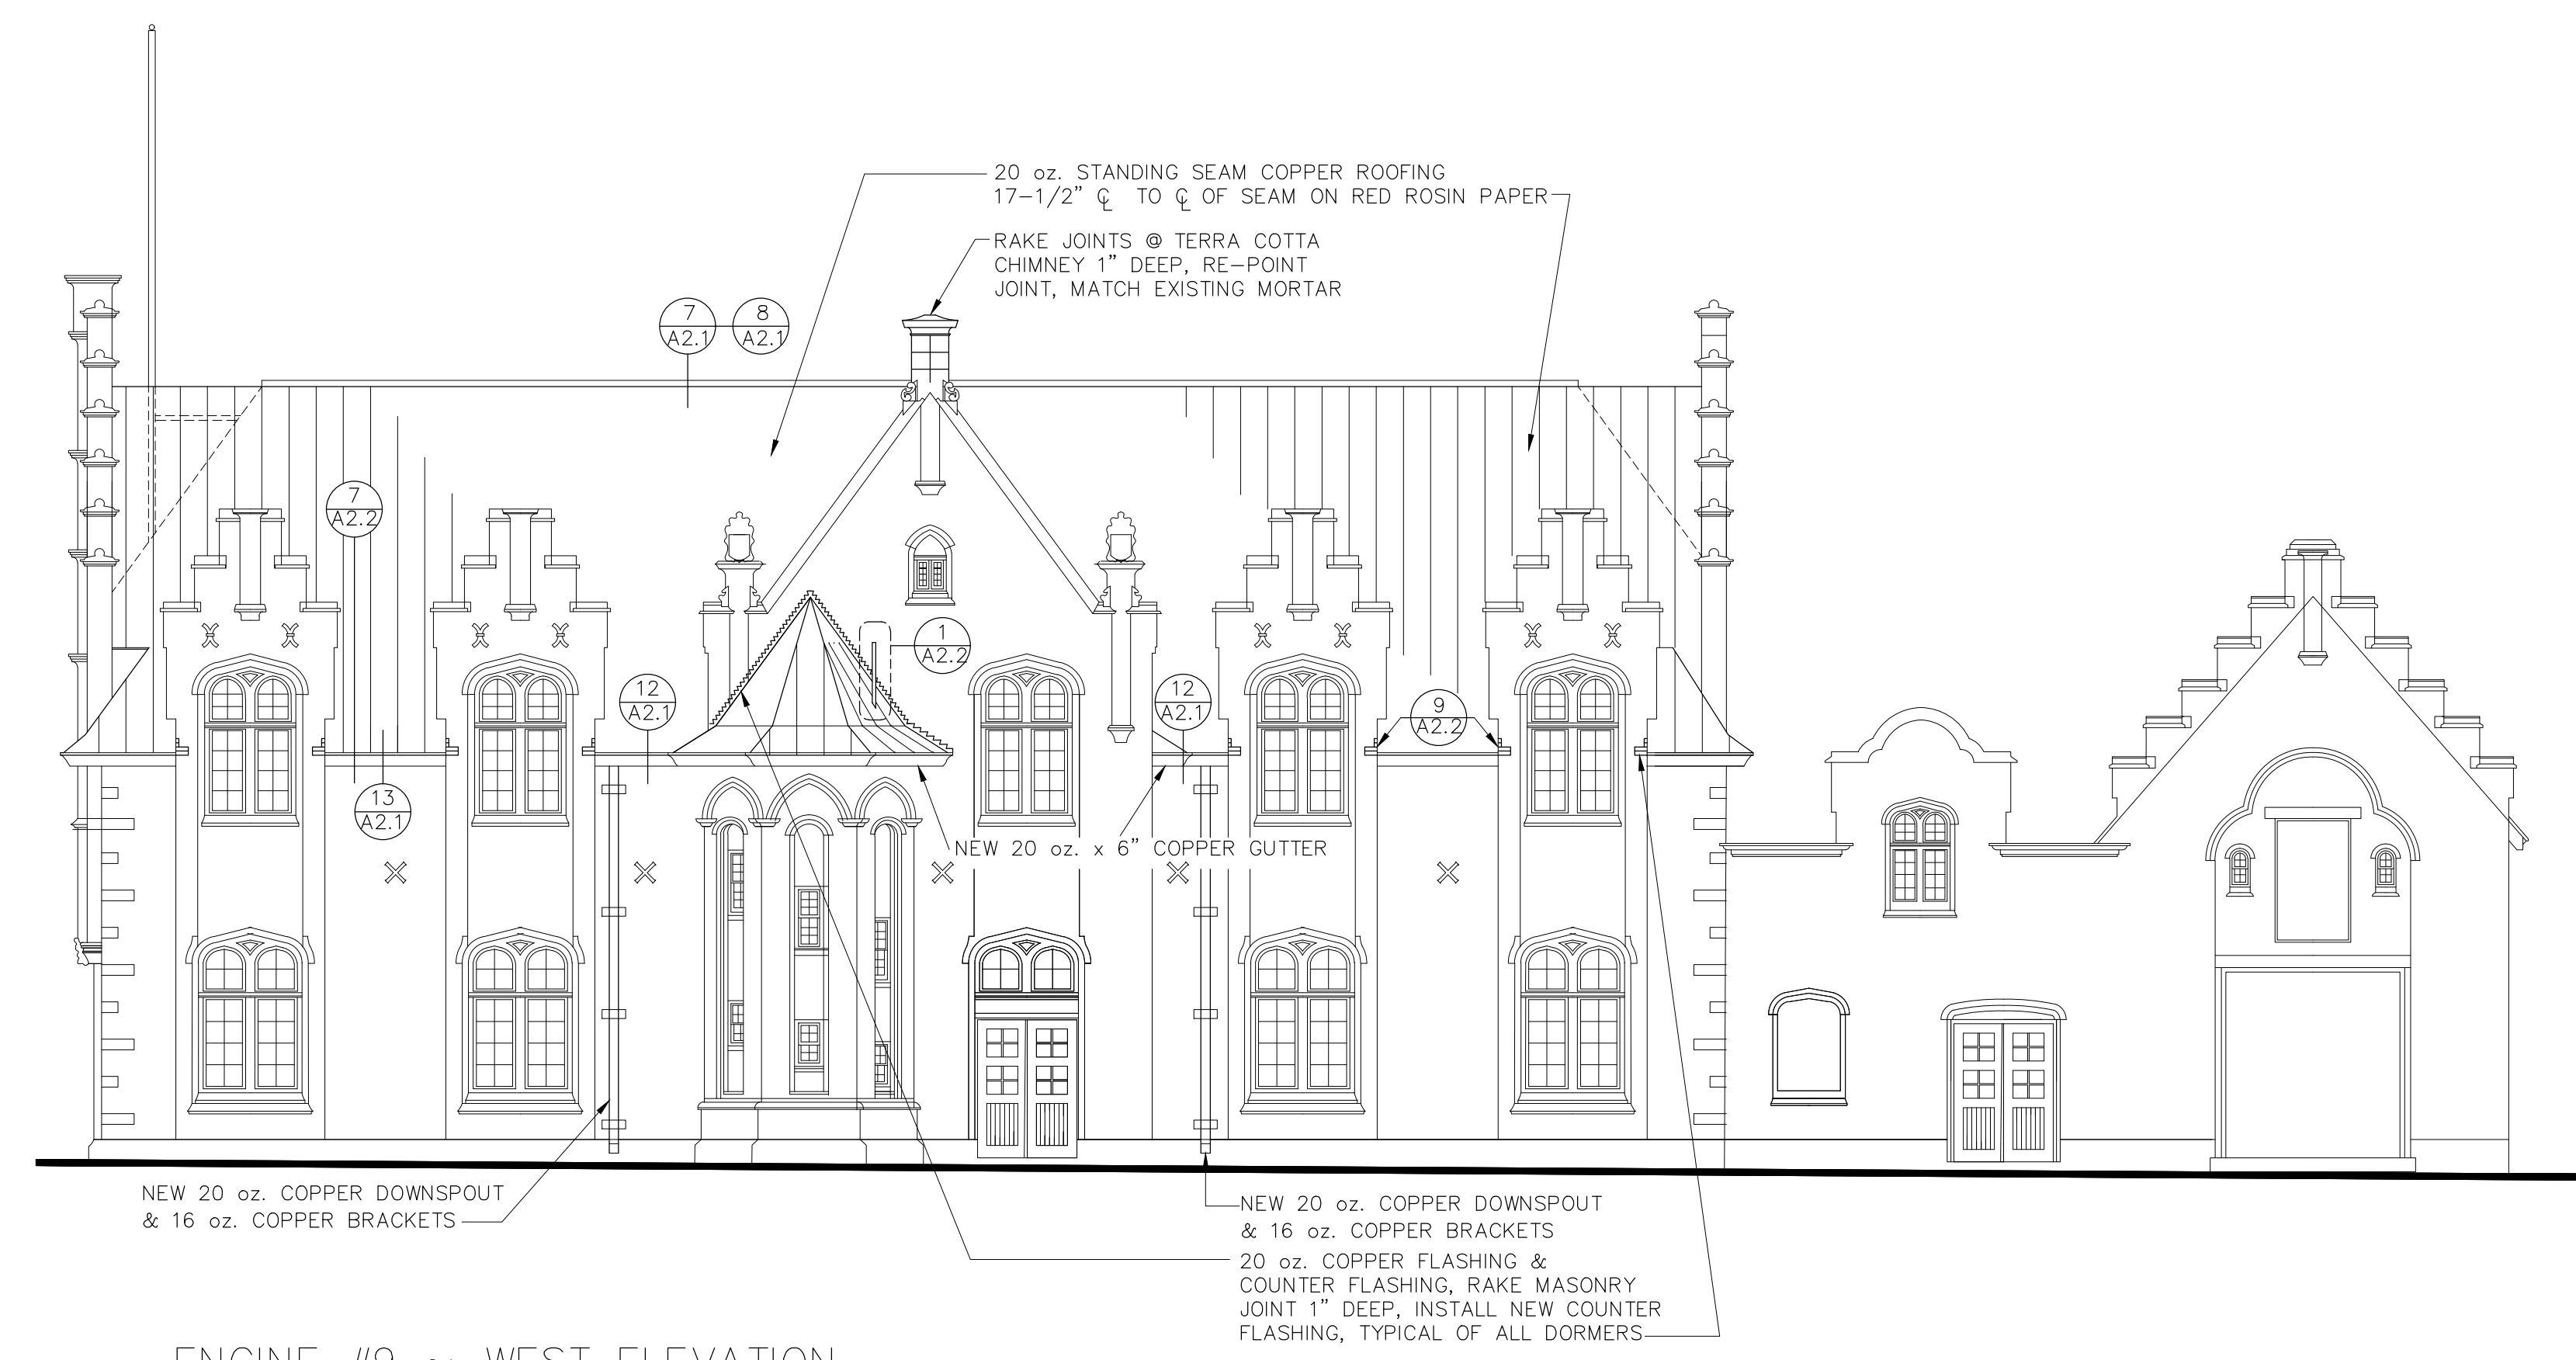 20 oz. STANDING SEAM COPPER ROOFING
17-1/2" ℄ TO ℄ OF SEAM ON RED ROSIN PAPER
RAKE JOINTS @ TERRA COTTA
CHIMNEY 1" DEEP, RE-POINT
JOINT, MATCH EXISTING MORTAR
7
A2.1
8
A2.1
7
A2.2
1
A2.2
12
A2.1
12
A2.1
9
A2.2
13
A2.1
NEW 20 oz. x 6" COPPER GUTTER
NEW 20 oz. COPPER DOWNSPOUT
& 16 oz. COPPER BRACKETS
NEW 20 oz. COPPER DOWNSPOUT
& 16 oz. COPPER BRACKETS
20 oz. COPPER FLASHING &
COUNTER FLASHING, RAKE MASONRY
JOINT 1" DEEP, INSTALL NEW COUNTER
FLASHING, TYPICAL OF ALL DORMERS
ENGINE #9 WEST ELEVATION